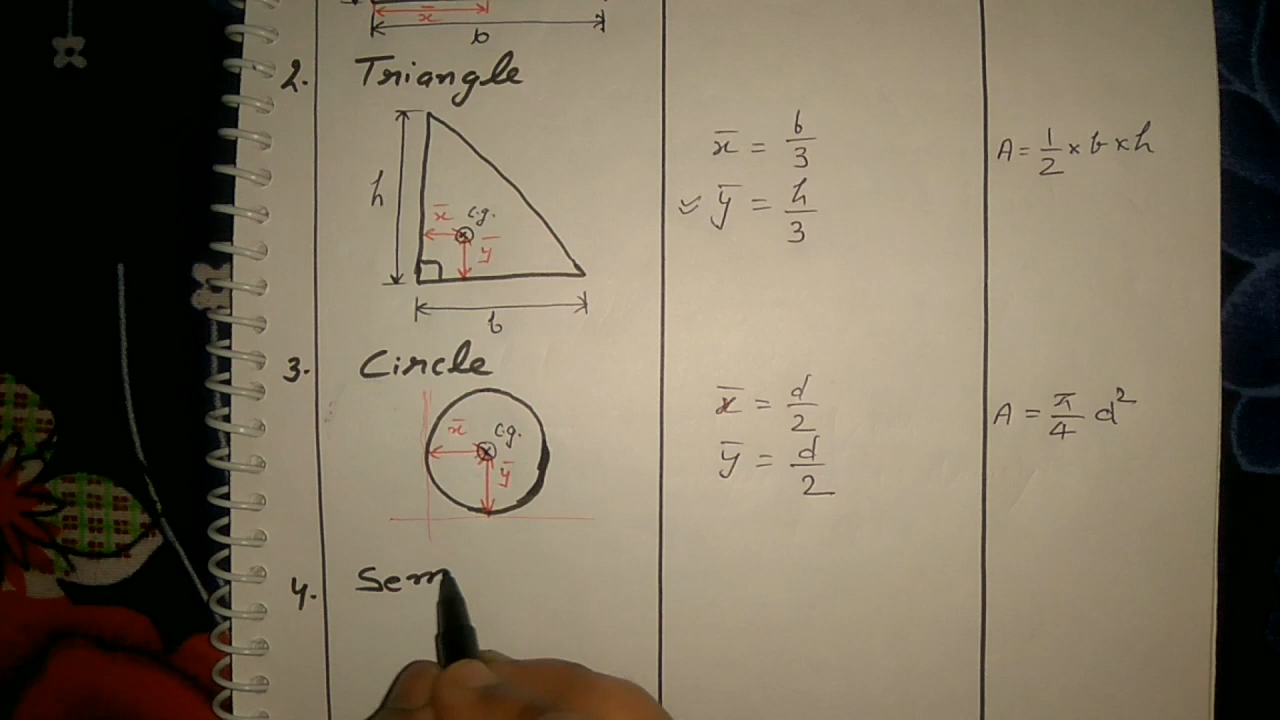 x̄
b
2. Triangle
h
x̄ c.g.
ȳ
b
x̄ = b/3
ȳ = h/3
A = 1/2 × b × h
3. Circle
x̄ c.g.
ȳ
x̄ = d/2
ȳ = d/2
A = π/4 d²
4. Sem